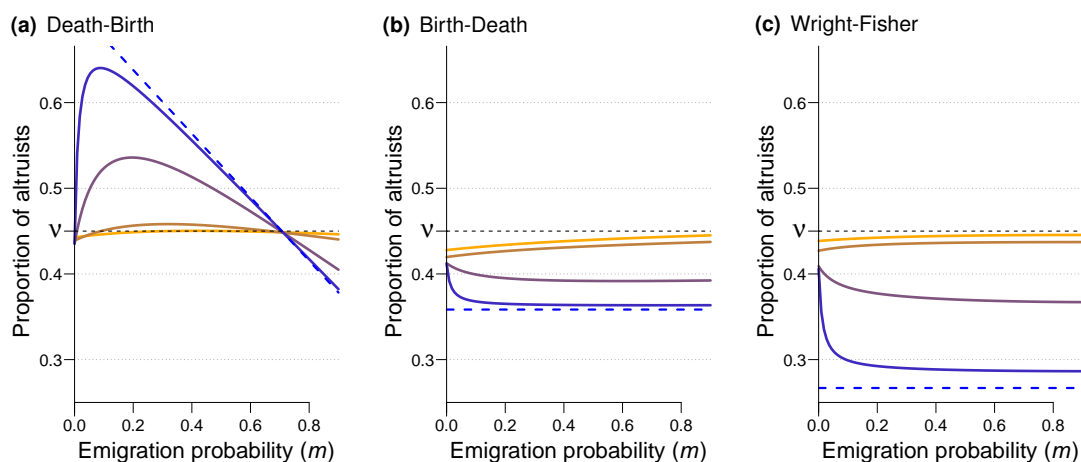 (a) Death-Birth
Proportion of altruists
0.6
0.5
ν
0.4
0.3
0.0 0.2 0.4 0.6 0.8
Emigration probability (m)
(b) Birth-Death
Proportion of altruists
0.6
0.5
ν
0.4
0.3
0.0 0.2 0.4 0.6 0.8
Emigration probability (m)
(c) Wright-Fisher
Proportion of altruists
0.6
0.5
ν
0.4
0.3
0.0 0.2 0.4 0.6 0.8
Emigration probability (m)